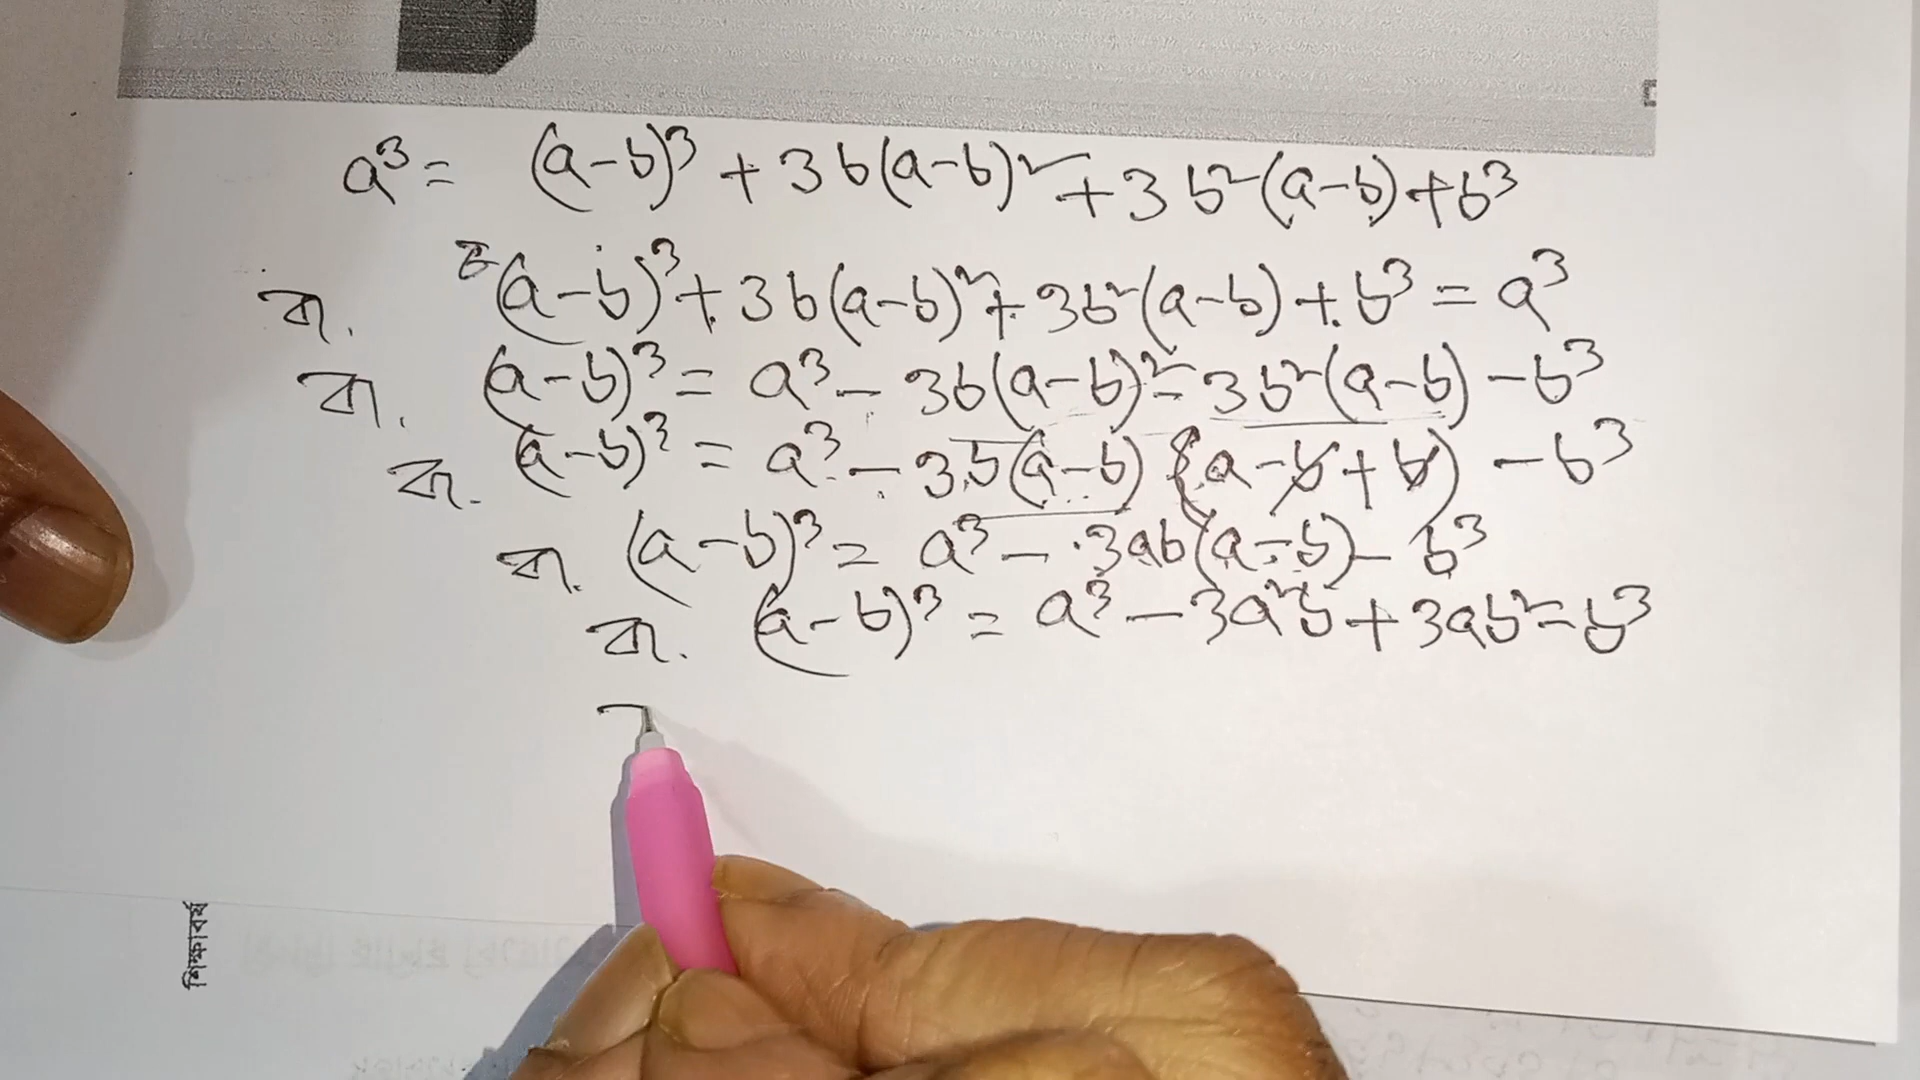 a³ = (a-b)³ + 3b(a-b)² + 3b²(a-b) + b³
বা. (a-b)³ + 3b(a-b)² + 3b²(a-b) + b³ = a³
বা. (a-b)³ = a³ - 3b(a-b)² - 3b²(a-b) - b³
বা. (a-b)³ = a³ - 3b(a-b) {a-b+b) - b³
বা. (a-b)³ = a³ - 3ab(a-b) - b³
বা. (a-b)³ = a³ - 3a²b + 3ab² - b³
শিক্ষাবর্ষ